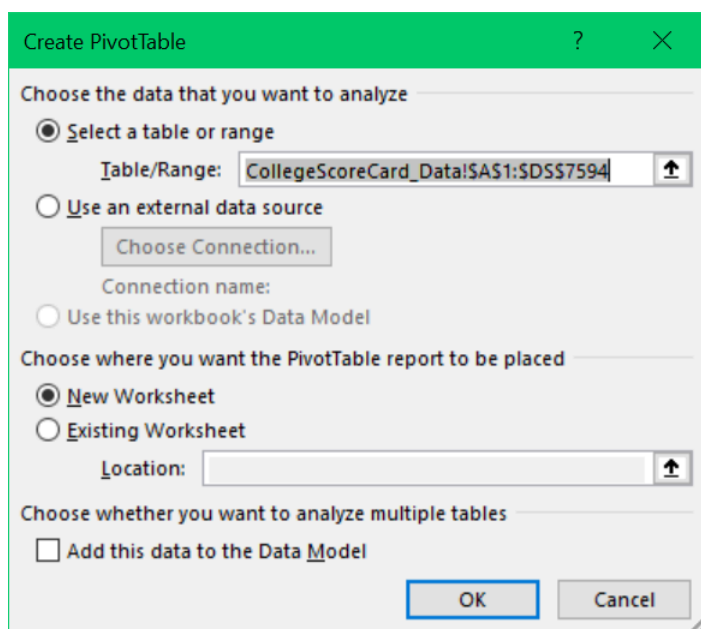 Create PivotTable ?
Choose the data that you want to analyze
Select a table or range
Table/Range: CollegeScoreCard_Data!$A$1:$DS$7594
Use an external data source
Choose Connection...
Connection name:
Use this workbook's Data Model
Choose where you want the PivotTable report to be placed
New Worksheet
Existing Worksheet
Location:
Choose whether you want to analyze multiple tables
Add this data to the Data Model
OK Cancel